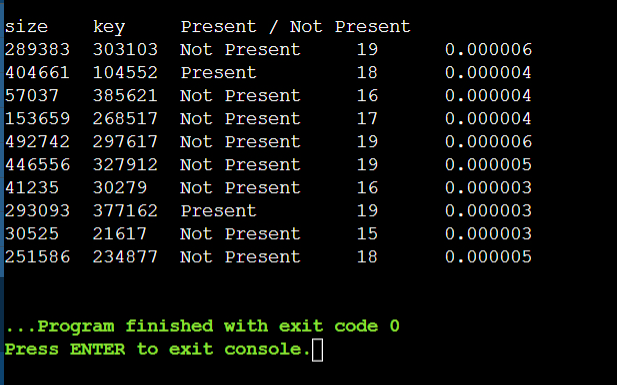 size key Present / Not Present
289383 303103 Not Present 19 0.000006
404661 104552 Present 18 0.000004
57037 385621 Not Present 16 0.000004
153659 268517 Not Present 17 0.000004
492742 297617 Not Present 19 0.000006
446556 327912 Not Present 19 0.000005
41235 30279 Not Present 16 0.000003
293093 377162 Present 19 0.000003
30525 21617 Not Present 15 0.000003
251586 234877 Not Present 18 0.000005
...Program finished with exit code 0
Press ENTER to exit console.